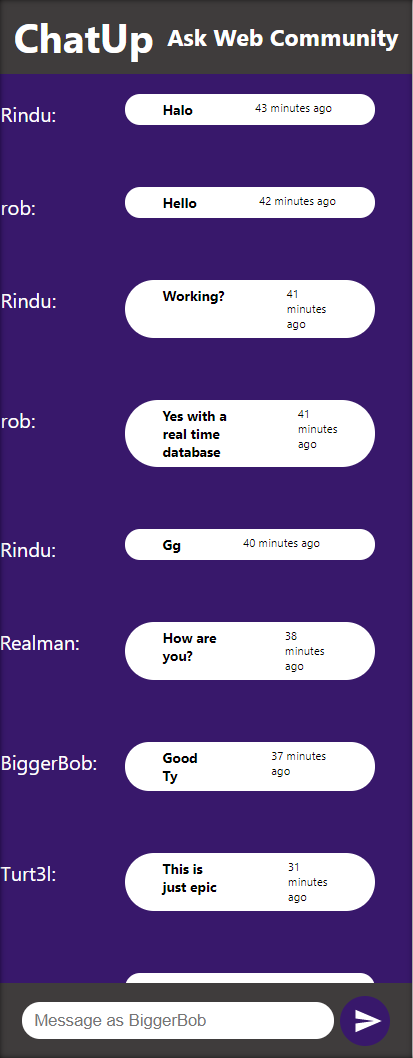 ChatUp Ask Web Community
Rindu: Halo 43 minutes ago
rob: Hello 42 minutes ago
Rindu: Working? 41
minutes
ago
rob: Yes with a 41
real time minutes
database ago
Rindu: Gg 40 minutes ago
Realman: How are 38
you? minutes
ago
BiggerBob: Good 37 minutes
Ty ago
Turt3l: This is 31
just epic minutes
ago
Message as BiggerBob